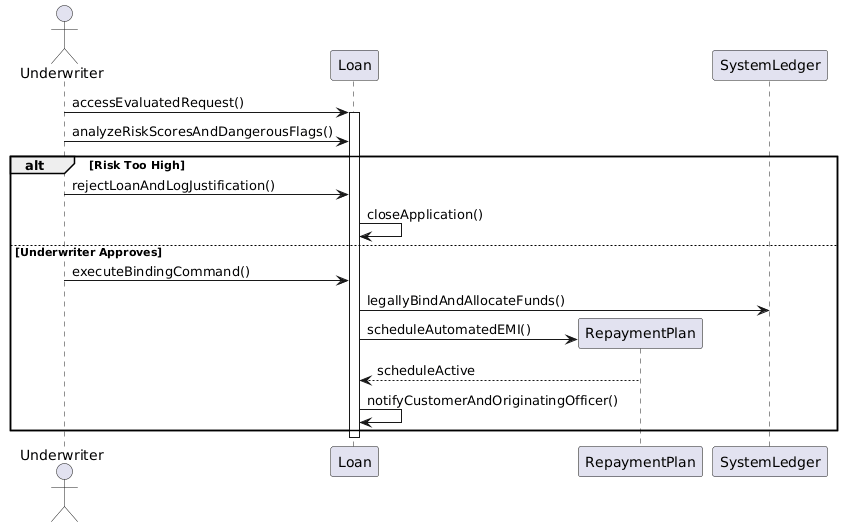 Underwriter
Loan
SystemLedger
accessEvaluatedRequest()
analyzeRiskScoresAndDangerousFlags()
alt
[Risk Too High]
rejectLoanAndLogJustification()
closeApplication()
[Underwriter Approves]
executeBindingCommand()
legallyBindAndAllocateFunds()
scheduleAutomatedEMI()
RepaymentPlan
scheduleActive
notifyCustomerAndOriginatingOfficer()
Underwriter
Loan
RepaymentPlan
SystemLedger